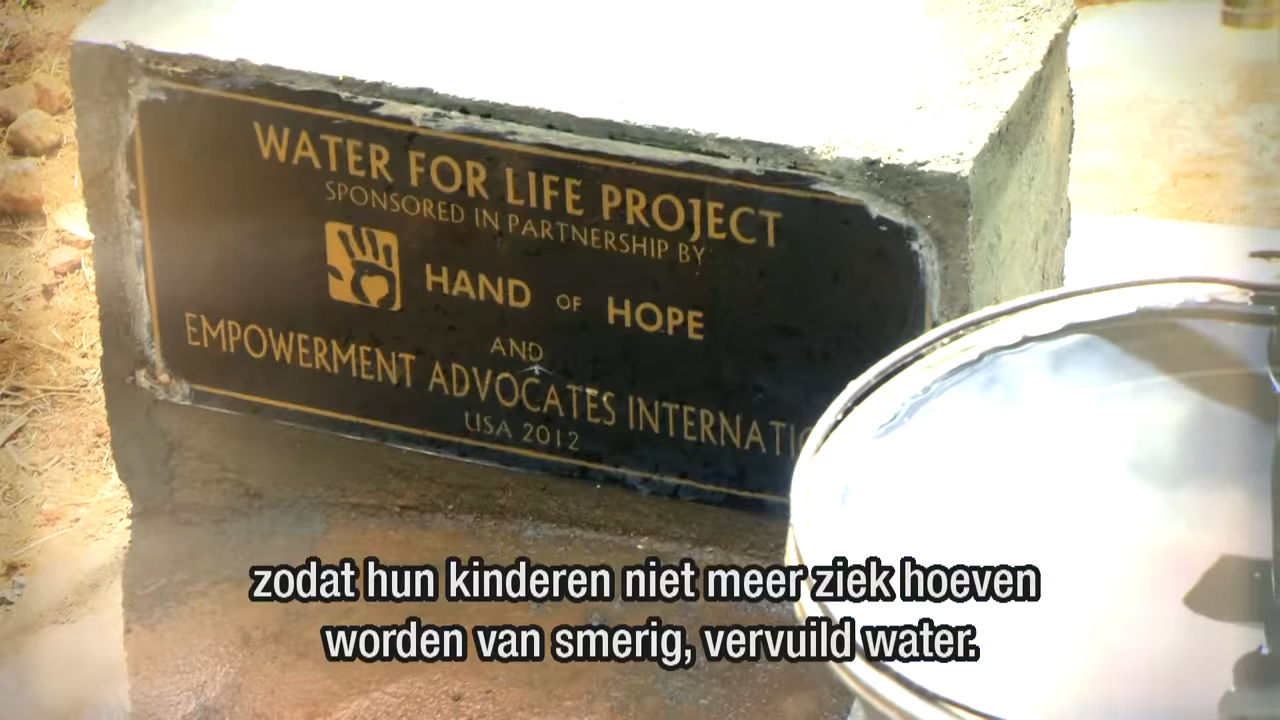 WATER FOR LIFE PROJECT
SPONSORED IN PARTNERSHIP BY
HAND OF HOPE
AND
EMPOWERMENT ADVOCATES
USA 2012
zodat hun kinderen niet meer ziek hoeven
worden van smerig, vervuild water.